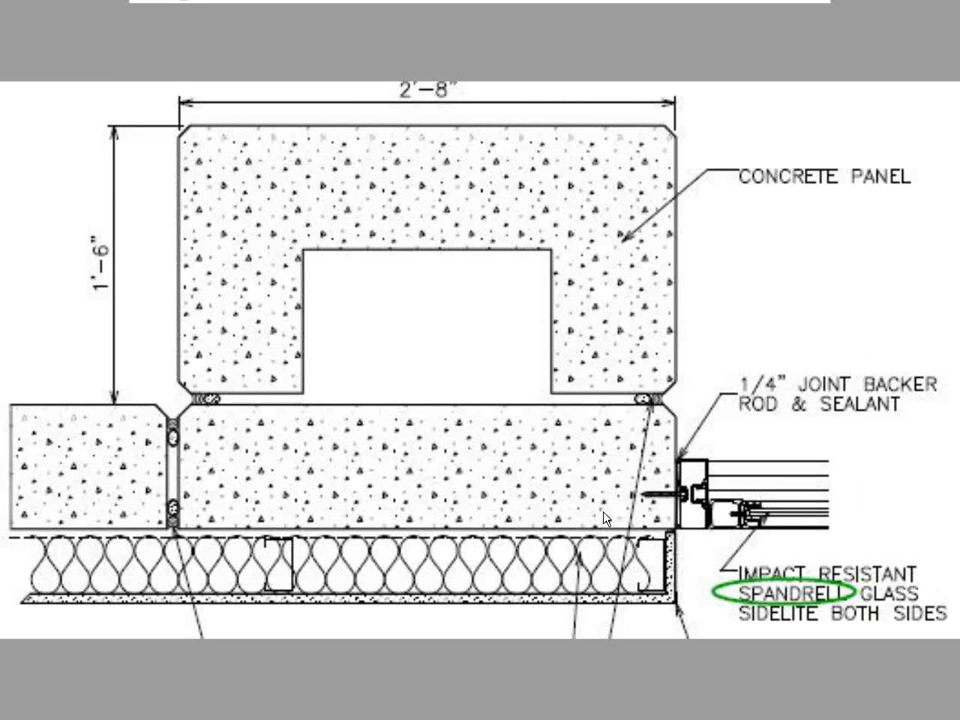 2'-8"
CONCRETE PANEL
1'-6"
1/4" JOINT BACKER
ROD & SEALANT
IMPACT RESISTANT
SPANDRELL GLASS
SIDELITE BOTH SIDES